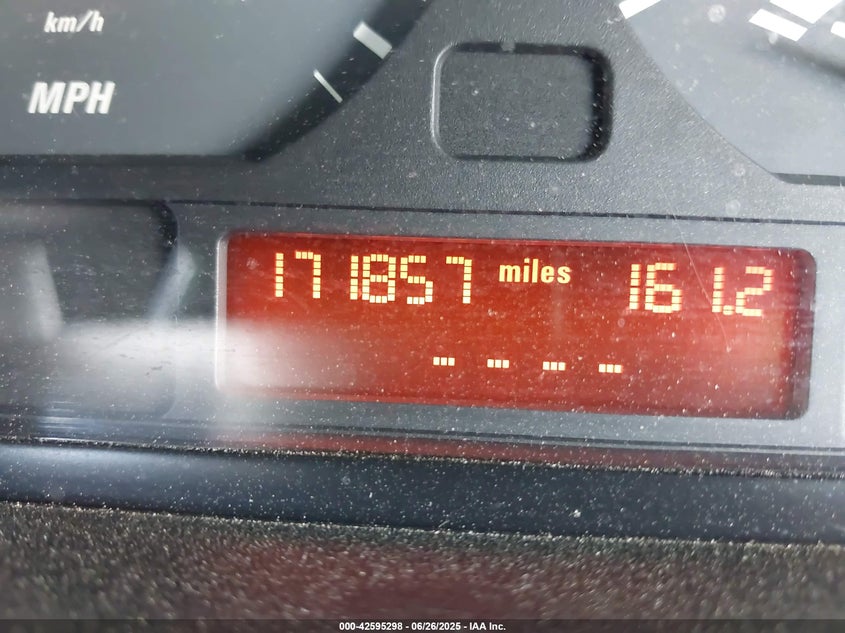 km/h
MPH
171857 miles 161.2
- - - -
000-42595298 - 06/26/2025 - IAA Inc.